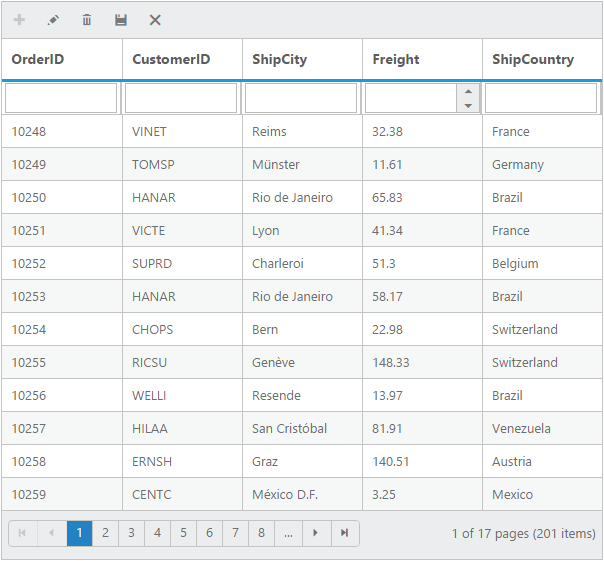 OrderID CustomerID ShipCity Freight ShipCountry
10248 VINET Reims 32.38 France
10249 TOMSP Münster 11.61 Germany
10250 HANAR Rio de Janeiro 65.83 Brazil
10251 VICTE Lyon 41.34 France
10252 SUPRD Charleroi 51.3 Belgium
10253 HANAR Rio de Janeiro 58.17 Brazil
10254 CHOPS Bern 22.98 Switzerland
10255 RICSU Genève 148.33 Switzerland
10256 WELLI Resende 13.97 Brazil
10257 HILAA San Cristóbal 81.91 Venezuela
10258 ERNSH Graz 140.51 Austria
10259 CENTC México D.F. 3.25 Mexico
1 2 3 4 5 6 7 8 ... 1 of 17 pages (201 items)